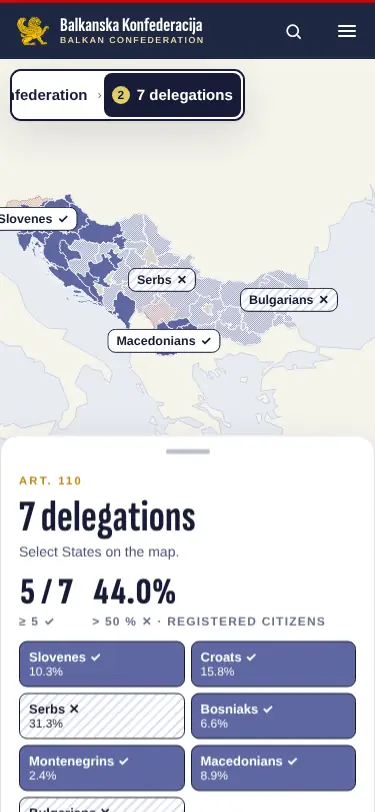 Balkanska Konfederacija
BALKAN CONFEDERATION
nfederation › 2 7 delegations
Slovenes ✓
Serbs ✕
Bulgarians ✕
Macedonians ✓
ART. 110
7 delegations
Select States on the map.
5 / 7 44.0%
≥ 5 ✓ > 50 % ✕ · REGISTERED CITIZENS
Slovenes ✓ Croats ✓
10.3% 15.8%
Serbs ✕ Bosniaks ✓
31.3% 6.6%
Montenegrins ✓ Macedonians ✓
2.4% 8.9%
Bulgarians ✕